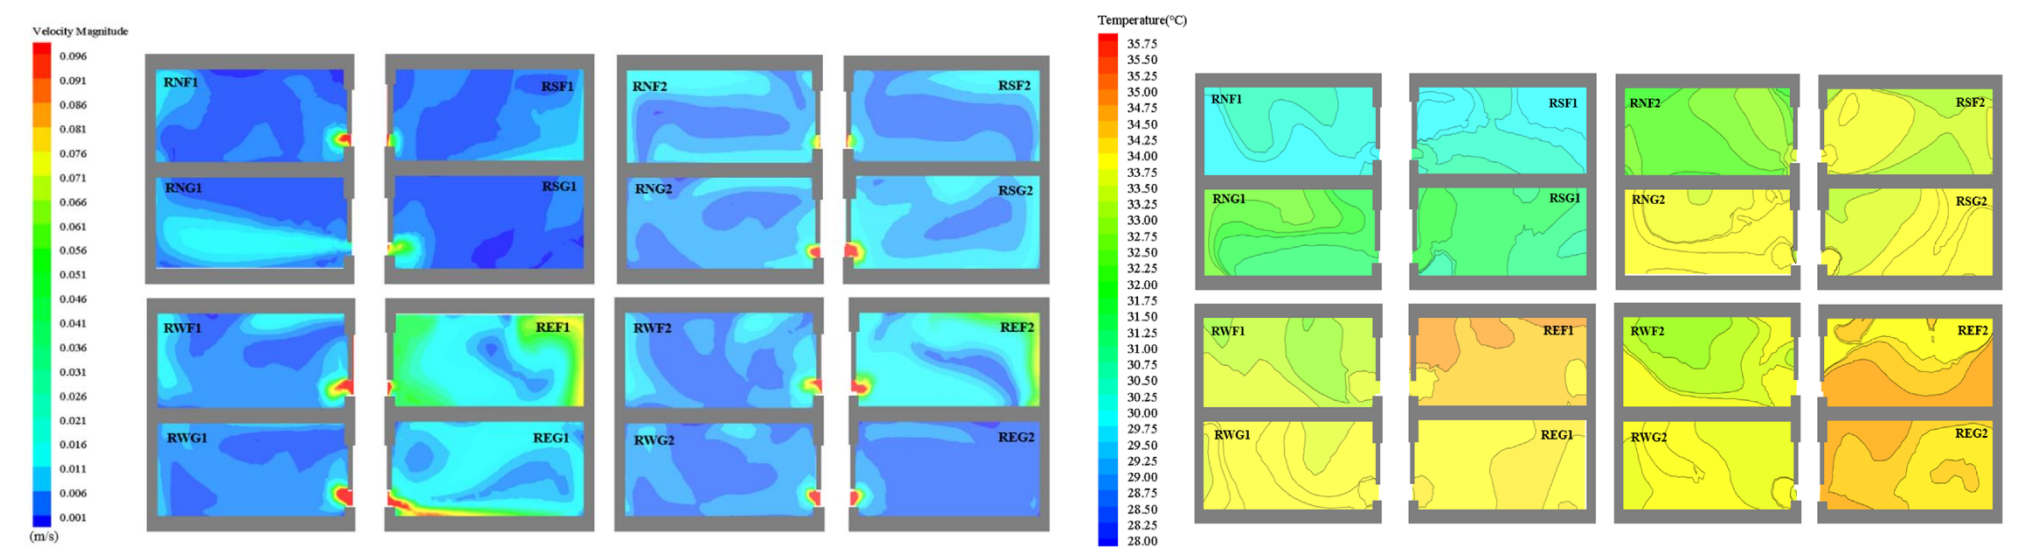 Velocity Magnitude
0.096
0.091
0.086
0.081
0.076
0.071
0.066
0.061
0.056
0.051
0.046
0.041
0.036
0.031
0.026
0.021
0.016
0.011
0.006
0.001
(m/s)
RNF1
RSF1
RNF2
RSF2
RNG1
RSG1
RNG2
RSG2
RWF1
REF1
RWF2
REF2
RWG1
REG1
RWG2
REG2
Temperature(°C)
35.75
35.50
35.25
35.00
34.75
34.50
34.25
34.00
33.75
33.50
33.25
33.00
32.75
32.50
32.25
32.00
31.75
31.50
31.25
31.00
30.75
30.50
30.25
30.00
29.75
29.50
29.25
29.00
28.75
28.50
28.25
28.00
RNF1
RSF1
RNF2
RSF2
RNG1
RSG1
RNG2
RSG2
RWF1
REF1
RWF2
REF2
RWG1
REG1
RWG2
REG2